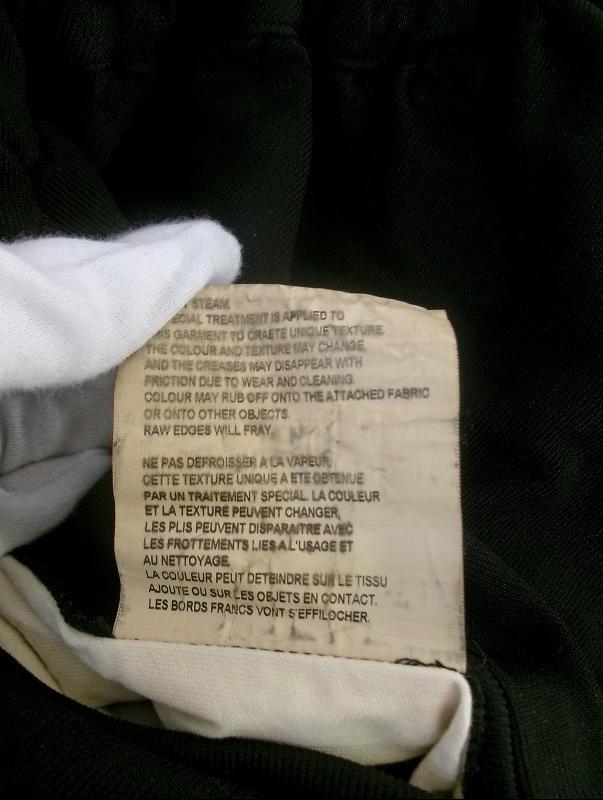 STEAM.
SPECIAL TREATMENT IS APPLIED TO
THIS GARMENT TO CRAETE UNIQUE TEXTURE.
THE COLOUR AND TEXTURE MAY CHANGE,
AND THE CREASES MAY DISAPPEAR WITH
FRICTION DUE TO WEAR AND CLEANING.
COLOUR MAY RUB OFF ONTO THE ATTACHED FABRIC
OR ONTO OTHER OBJECTS.
RAW EDGES WILL FRAY.
NE PAS DEFROISSER A LA VAPEUR.
CETTE TEXTURE UNIQUE A ETE OBTENUE
PAR UN TRAITEMENT SPECIAL. LA COULEUR
ET LA TEXTURE PEUVENT CHANGER,
LES PLIS PEUVENT DISPARAITRE AVEC
LES FROTTEMENTS LIES A L'USAGE ET
AU NETTOYAGE.
LA COULEUR PEUT DETEINDRE SUR LE TISSU
AJOUTE OU SUR LES OBJETS EN CONTACT.
LES BORDS FRANCS VONT S'EFFILOCHER.